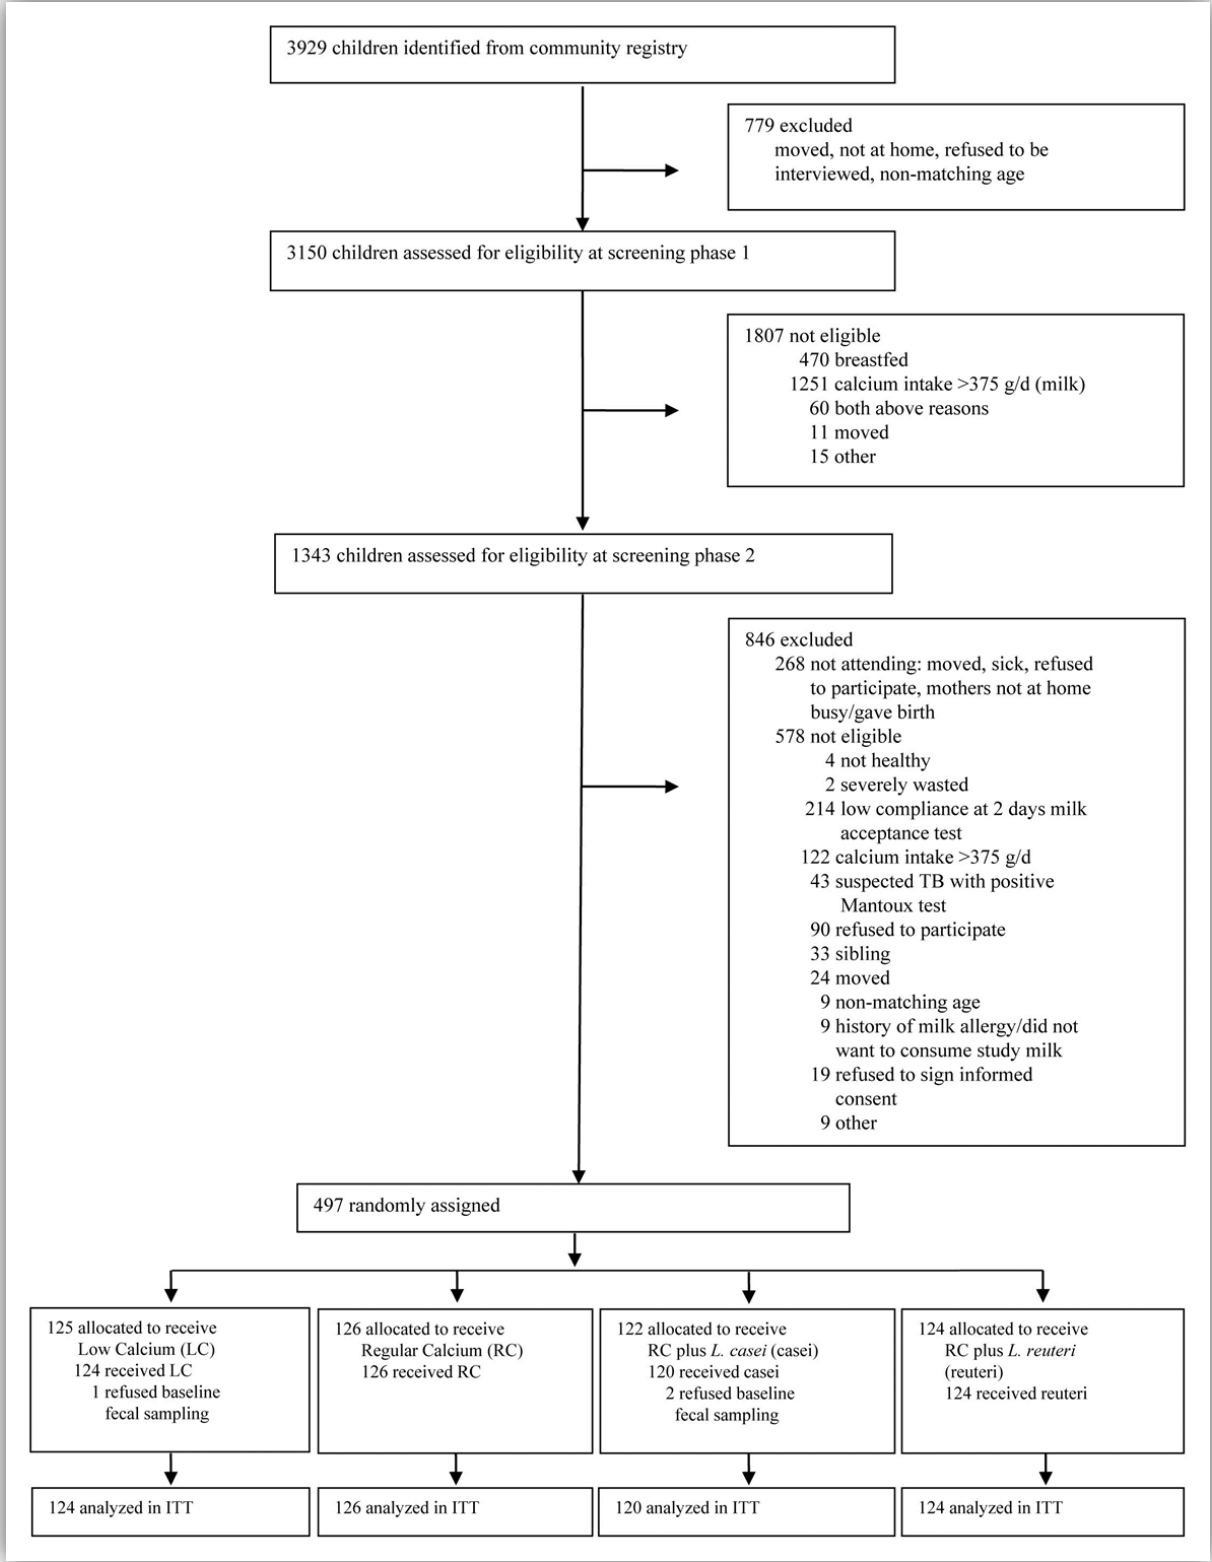 3929 children identified from community registry
779 excluded
moved, not at home, refused to be
interviewed, non-matching age
3150 children assessed for eligibility at screening phase 1
1807 not eligible
470 breastfed
1251 calcium intake >375 g/d (milk)
60 both above reasons
11 moved
15 other
1343 children assessed for eligibility at screening phase 2
846 excluded
268 not attending: moved, sick, refused
to participate, mothers not at home
busy/gave birth
578 not eligible
4 not healthy
2 severely wasted
214 low compliance at 2 days milk
acceptance test
122 calcium intake >375 g/d
43 suspected TB with positive
Mantoux test
90 refused to participate
33 sibling
24 moved
9 non-matching age
9 history of milk allergy/did not
want to consume study milk
19 refused to sign informed
consent
9 other
497 randomly assigned
125 allocated to receive
Low Calcium (LC)
124 received LC
1 refused baseline
fecal sampling
126 allocated to receive
Regular Calcium (RC)
126 received RC
122 allocated to receive
RC plus L. casei (casei)
120 received casei
2 refused baseline
fecal sampling
124 allocated to receive
RC plus L. reuteri
(reuteri)
124 received reuteri
124 analyzed in ITT
126 analyzed in ITT
120 analyzed in ITT
124 analyzed in ITT